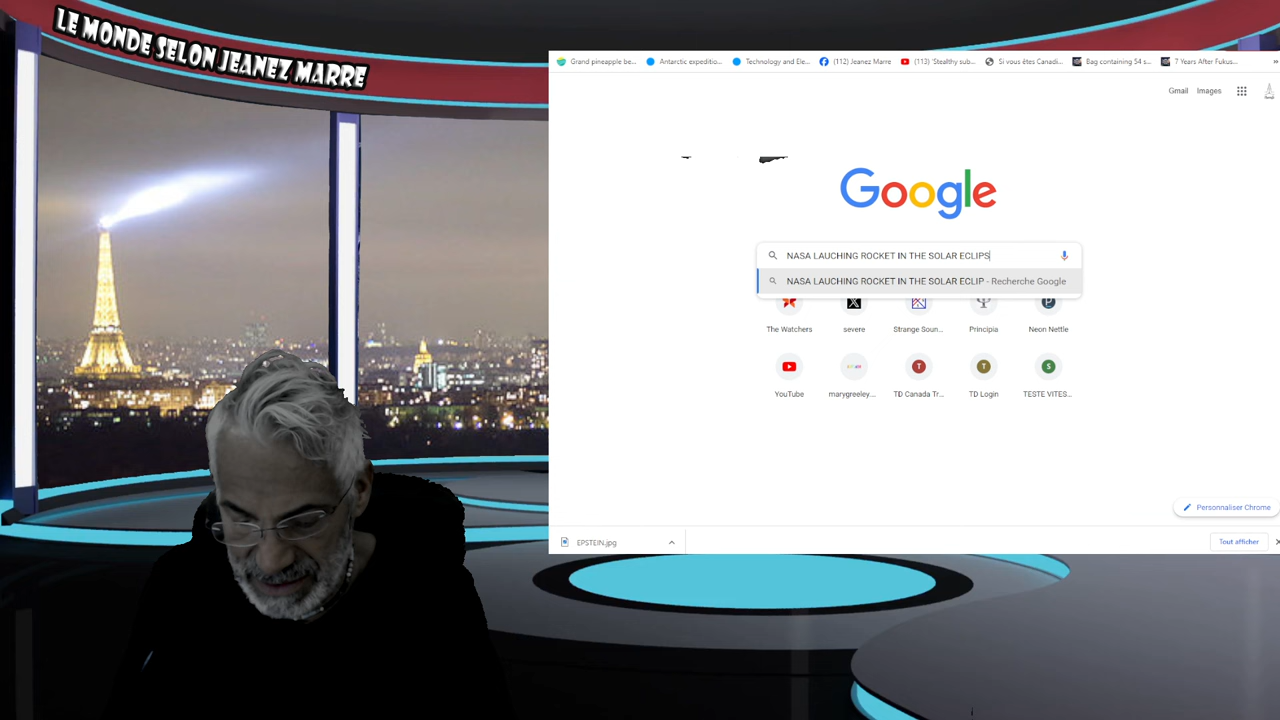 LE MONDE SELON JEANEZ MARRE
Grand pineapple be...
Antarctic expeditio...
Technology and Ele...
(112) Jeanez Marre
(113) 'Stealthy sub...
Si vous êtes Canadi...
Bag containing 54 s...
7 Years After Fukus...
Gmail
Images
Google
NASA LAUCHING ROCKET IN THE SOLAR ECLIPS
NASA LAUCHING ROCKET IN THE SOLAR ECLIP - Recherche Google
The Watchers
severe
Strange Soun...
Principia
Neon Nettle
YouTube
marygreeley....
TD Canada Tr...
TD Login
TESTE VITES...
Personnaliser Chrome
EPSTEIN.jpg
Tout afficher